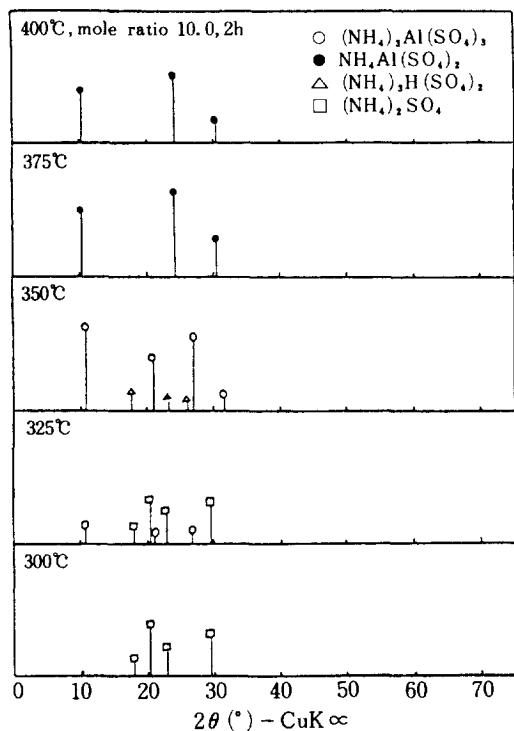 400℃, mole ratio 10.0, 2h
○ (NH₄)₃Al(SO₄)₃
● NH₄Al(SO₄)₂
△ (NH₄)₃H(SO₄)₂
□ (NH₄)₂SO₄
375℃
350℃
325℃
300℃
0 10 20 30 40 50 60 70
2θ (°) − CuK ∝